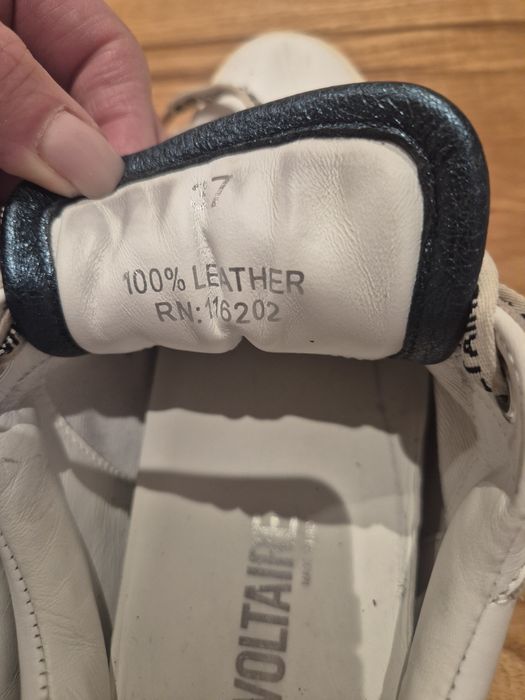 37
100% LEATHER
RN: 116202
VOLTAIRE